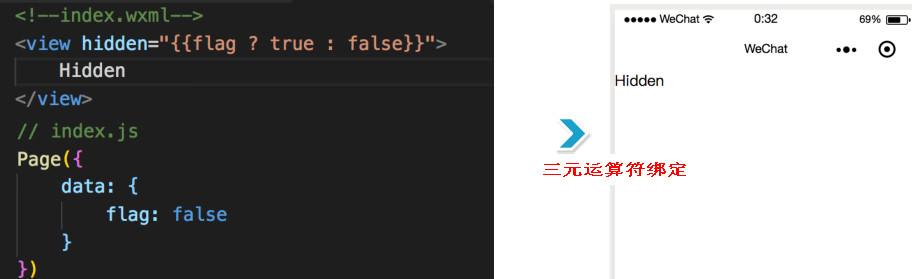 <!--index.wxml-->
<view hidden="{{flag ? true : false}}">
Hidden
</view>
// index.js
Page({
data: {
flag: false
}
})
WeChat 0:32 69%
WeChat
Hidden
三元运算符绑定